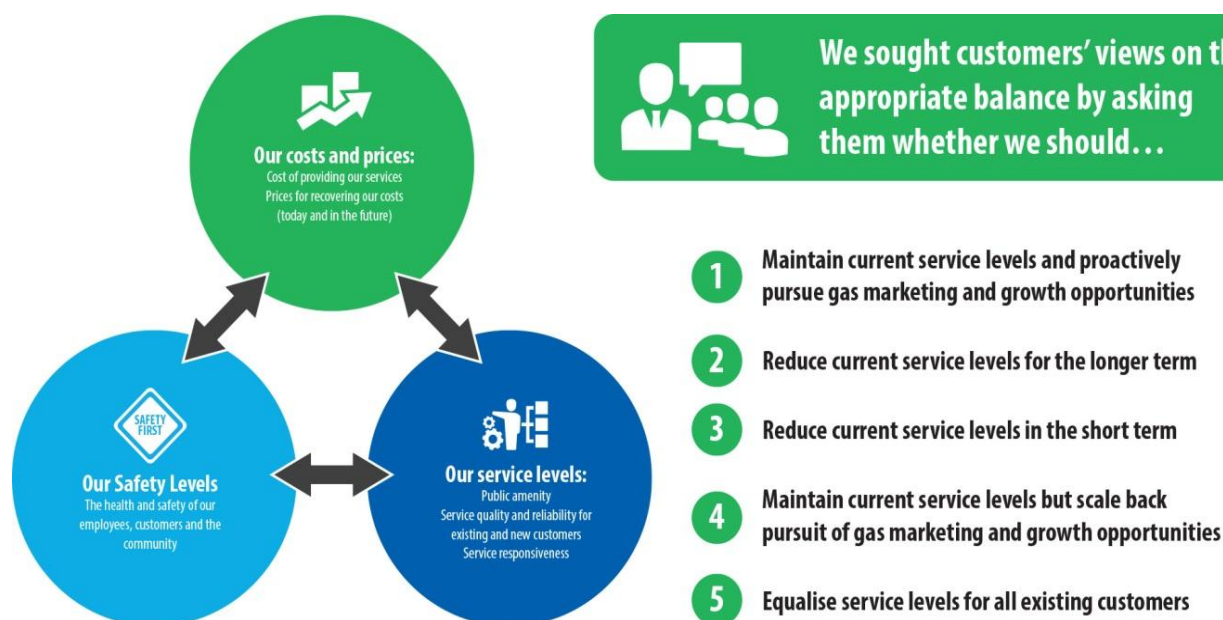 Our costs and prices:
Cost of providing our services
Prices for recovering our costs
(today and in the future)
SAFETY
FIRST
Our Safety Levels
The health and safety of our
employees, customers and the
community
Our service levels:
Public amenity
Service quality and reliability for
existing and new customers
Service responsiveness
We sought customers' views on
appropriate balance by asking
them whether we should…
1 Maintain current service levels and proactively
pursue gas marketing and growth opportunities
2 Reduce current service levels for the longer term
3 Reduce current service levels in the short term
4 Maintain current service levels but scale back
pursuit of gas marketing and growth opportunities
5 Equalise service levels for all existing customers